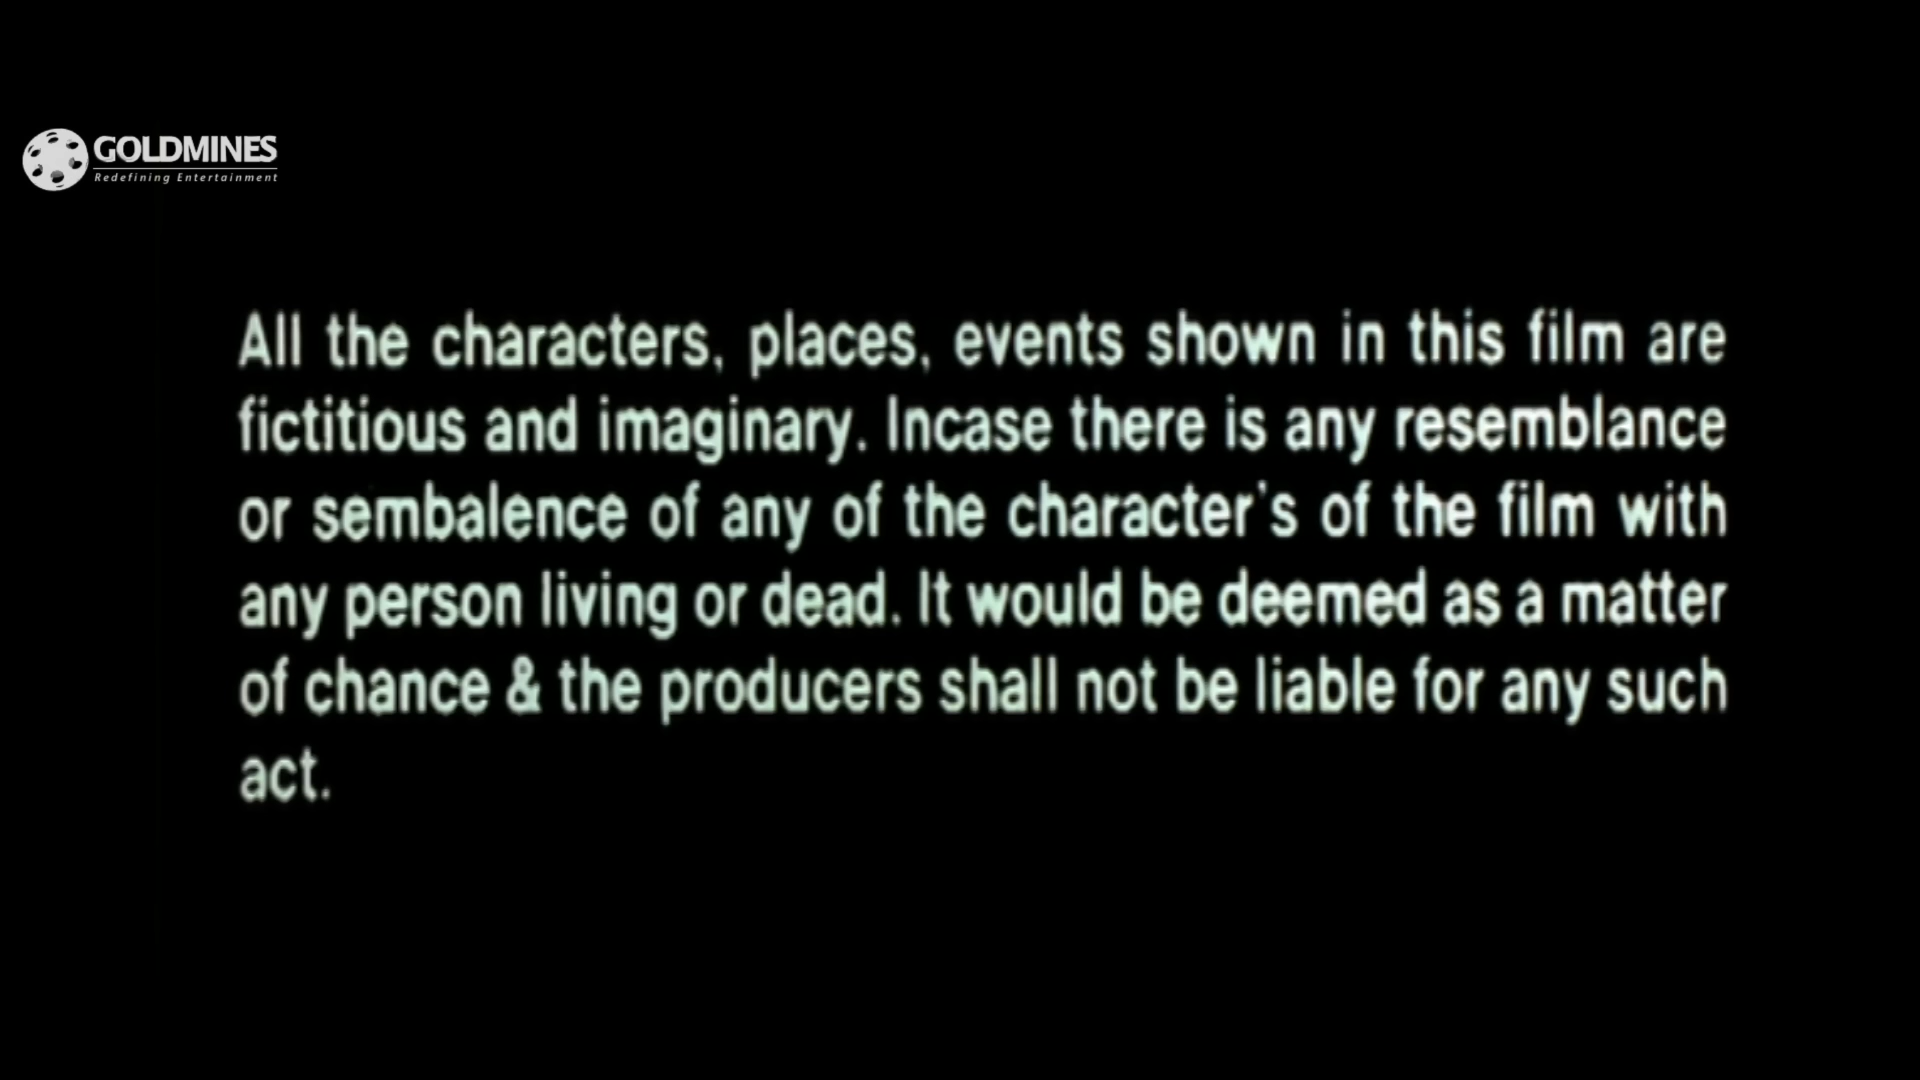 GOLDMINES
Redefining Entertainment
All the characters, places, events shown in this film are
fictitious and imaginary. Incase there is any resemblance
or sembalence of any of the character's of the film with
any person living or dead. It would be deemed as a matter
of chance & the producers shall not be liable for any such
act.